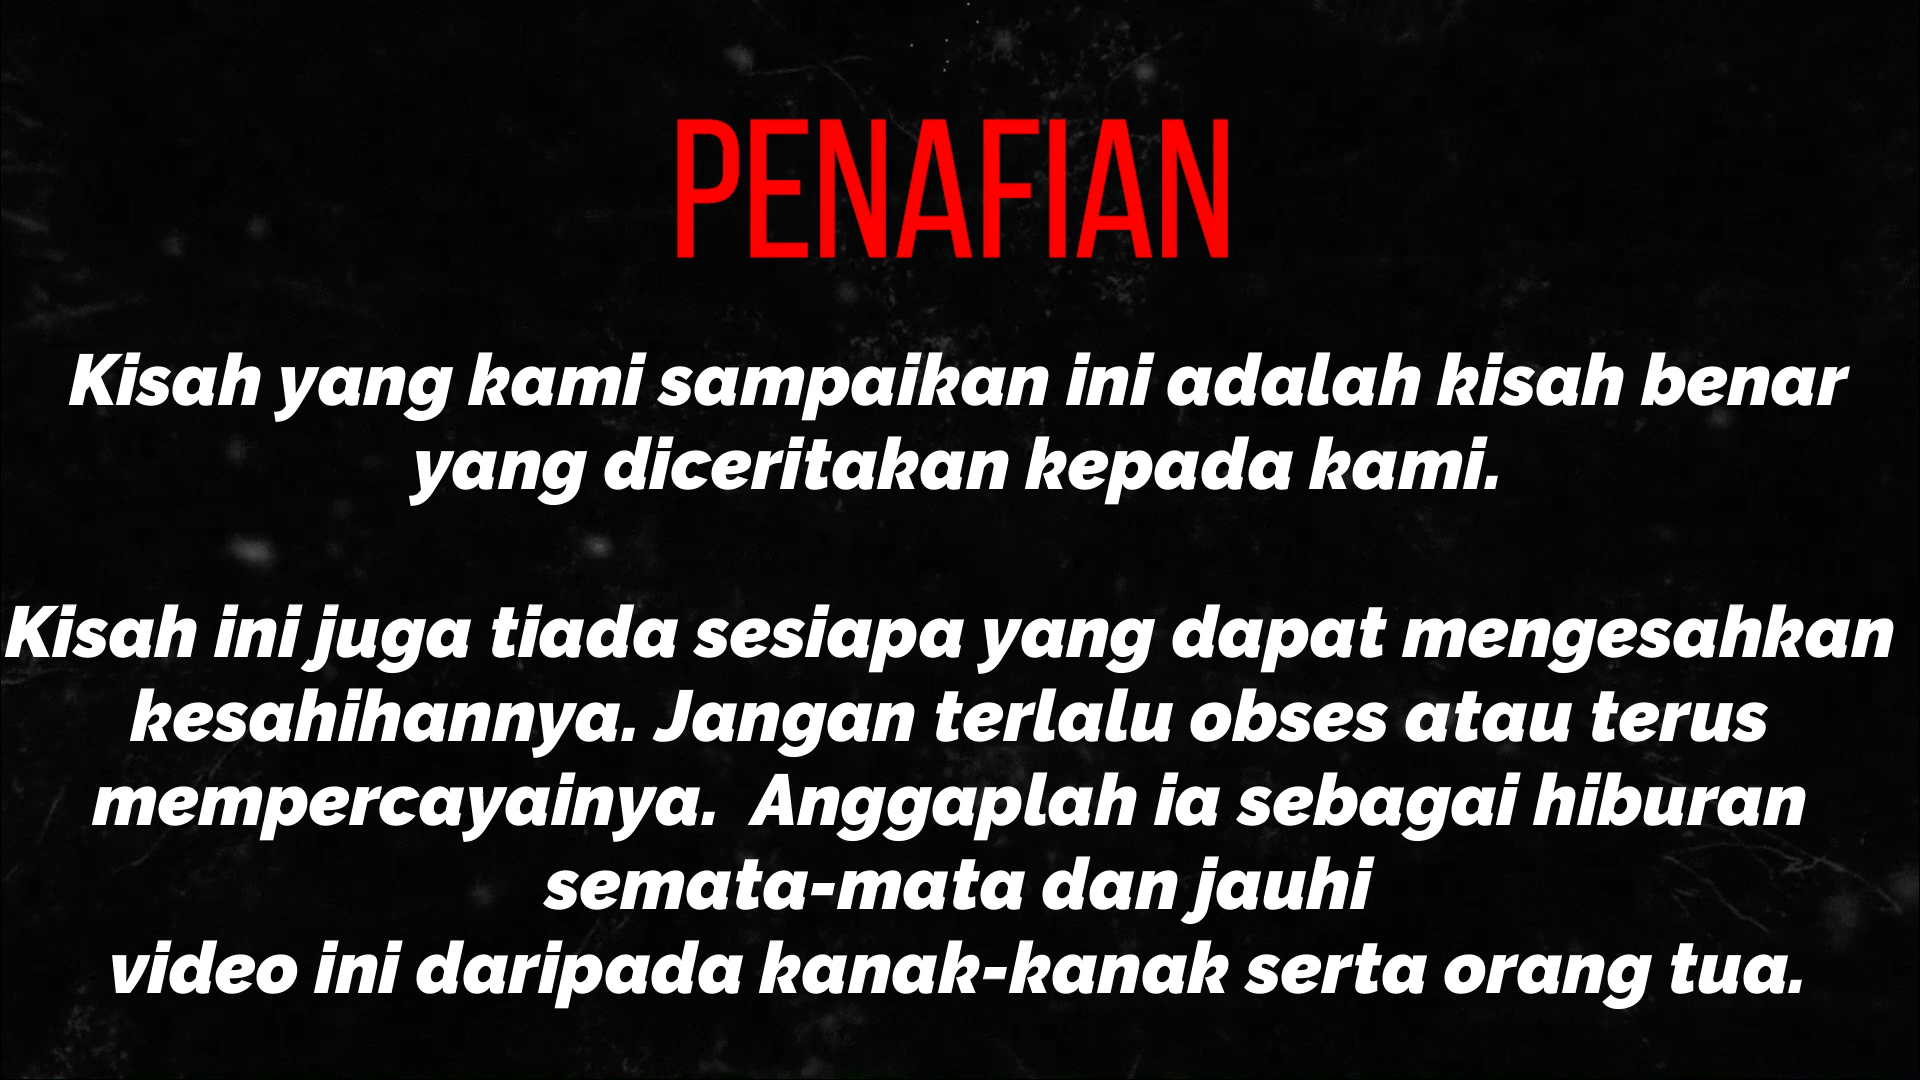 PENAFIAN
Kisah yang kami sampaikan ini adalah kisah benar
yang diceritakan kepada kami.
Kisah ini juga tiada sesiapa yang dapat mengesahkan
kesahihannya. Jangan terlalu obses atau terus
mempercayainya. Anggaplah ia sebagai hiburan
semata-mata dan jauhi
video ini daripada kanak-kanak serta orang tua.